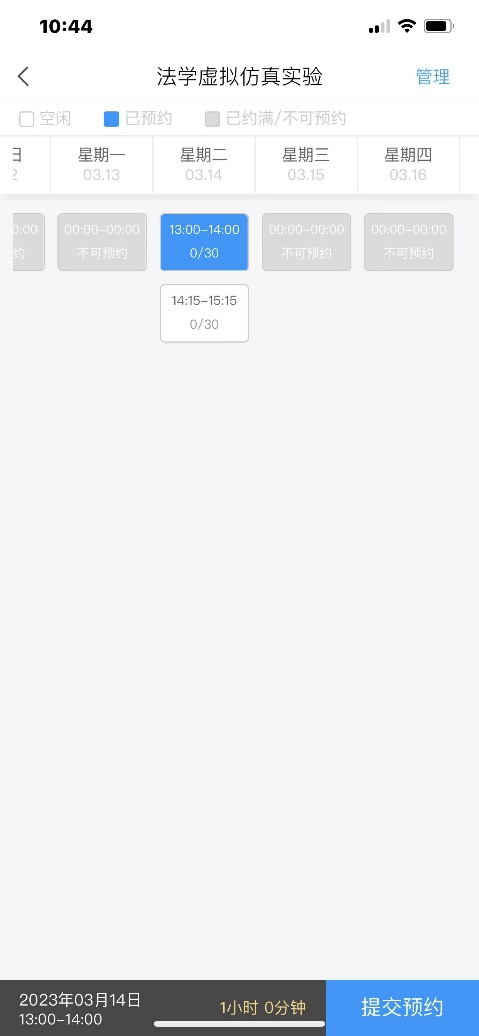 10:44
法学虚拟仿真实验
管理
空闲
已预约
已约满/不可预约
日
2
星期一
03.13
星期二
03.14
星期三
03.15
星期四
03.16
0:00
约
00:00-00:00
不可预约
13:00-14:00
0/30
00:00-00:00
不可预约
00:00-00:00
不可预约
14:15-15:15
0/30
2023年03月14日
13:00-14:00
1小时 0分钟
提交预约